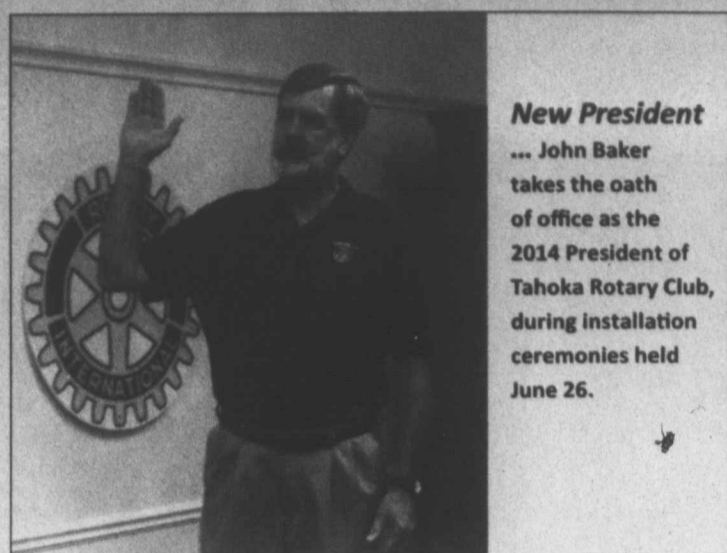 New President
... John Baker
takes the oath
of office as the
2014 President of
Tahoka Rotary Club,
during installation
ceremonies held
June 26.
INTERNATIONAL